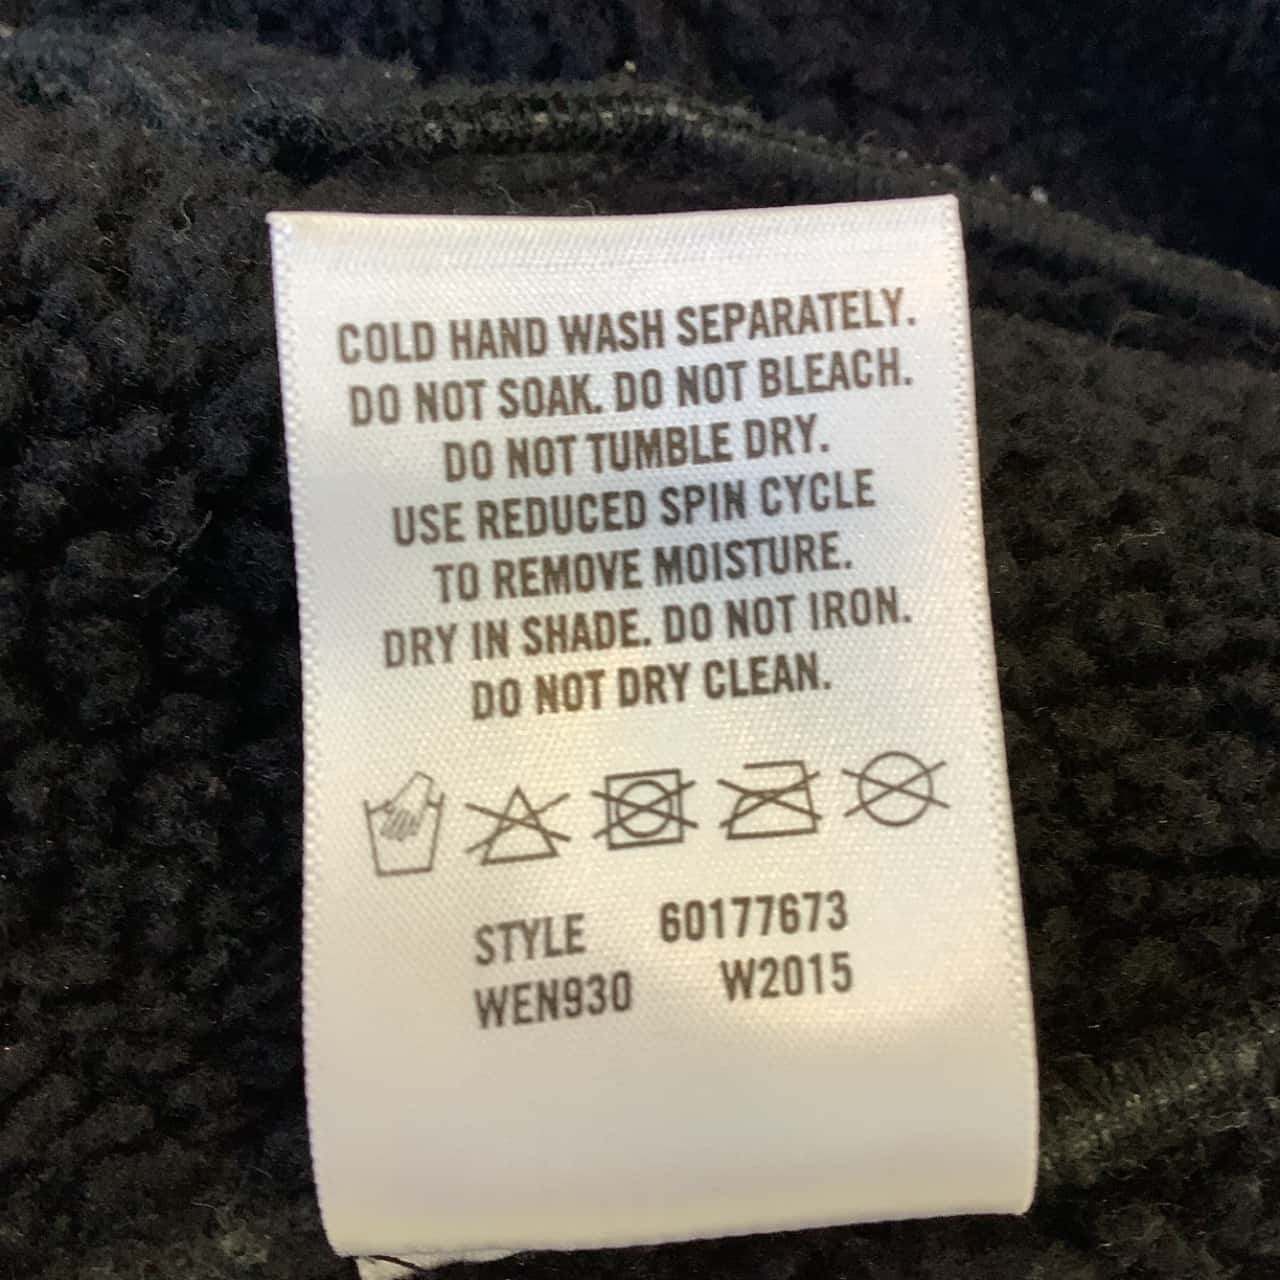 COLD HAND WASH SEPARATELY.
DO NOT SOAK. DO NOT BLEACH.
DO NOT TUMBLE DRY.
USE REDUCED SPIN CYCLE
TO REMOVE MOISTURE.
DRY IN SHADE. DO NOT IRON.
DO NOT DRY CLEAN.
STYLE 60177673
WEN930 W2015